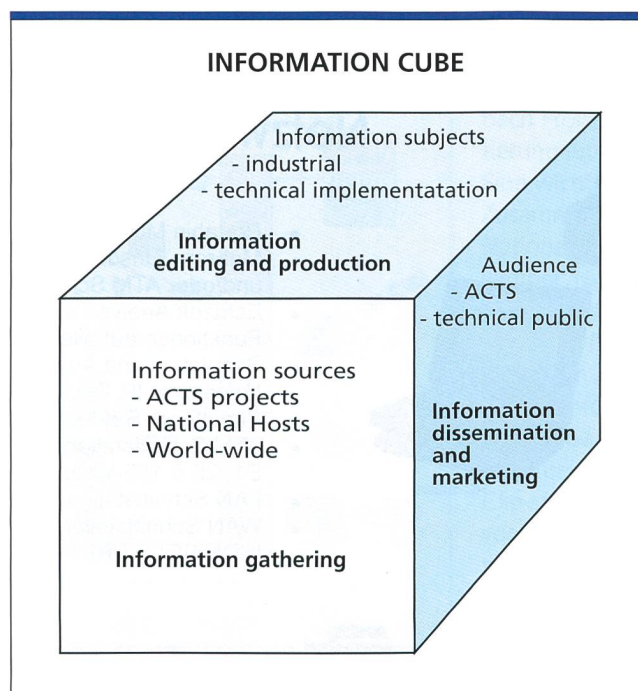 INFORMATION CUBE
Information subjects
- industrial
- technical implementatation
Information
editing and production
Audience
- ACTS
- technical public
Information
dissemination
and
marketing
Information sources
- ACTS projects
- National Hosts
- World-wide
Information gathering